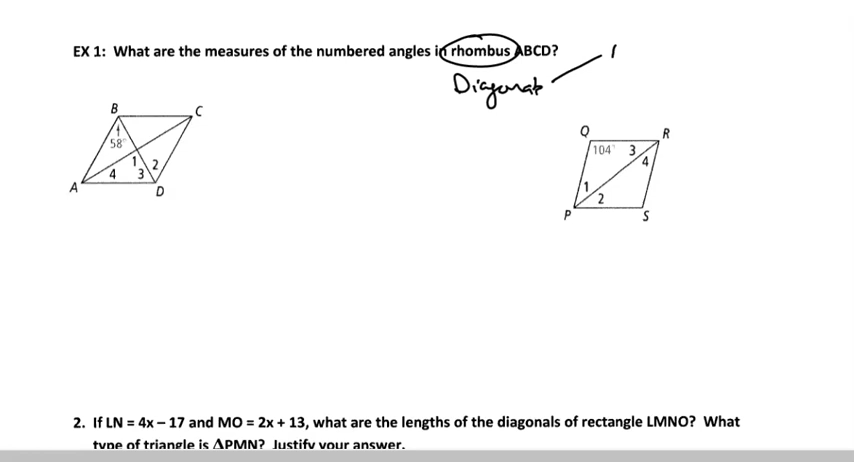 EX 1: What are the measures of the numbered angles in rhombus ABCD?
Diagonals
B
C
58°
1
2
4
3
A
D
Q
R
104°
3
4
1
2
P
S
2. If LN = 4x – 17 and MO = 2x + 13, what are the lengths of the diagonals of rectangle LMNO? What
type of triangle is ΔPMN? Justify your answer.